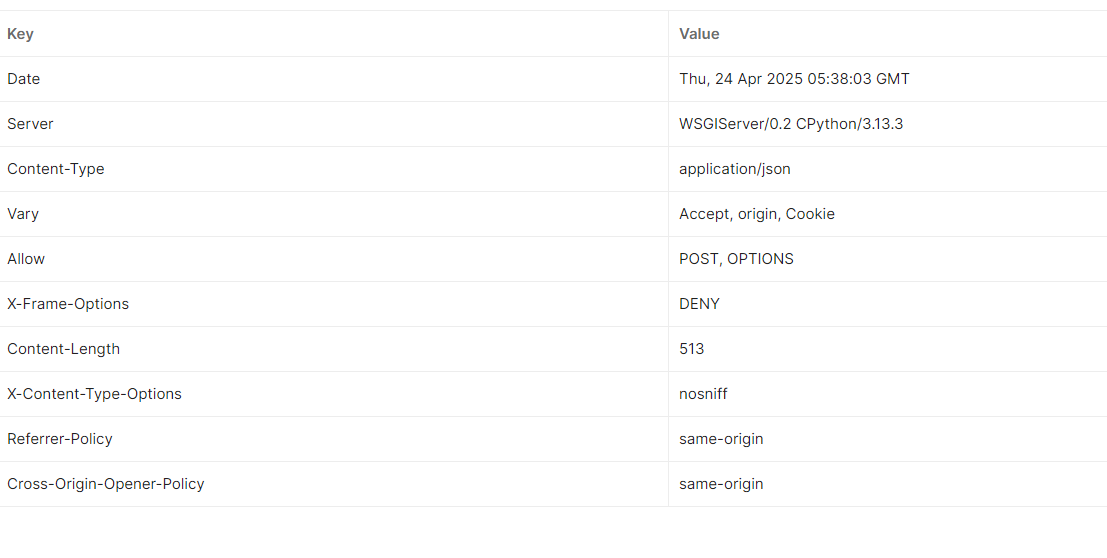 Key Value
Date Thu, 24 Apr 2025 05:38:03 GMT
Server WSGIServer/0.2 CPython/3.13.3
Content-Type application/json
Vary Accept, origin, Cookie
Allow POST, OPTIONS
X-Frame-Options DENY
Content-Length 513
X-Content-Type-Options nosniff
Referrer-Policy same-origin
Cross-Origin-Opener-Policy same-origin